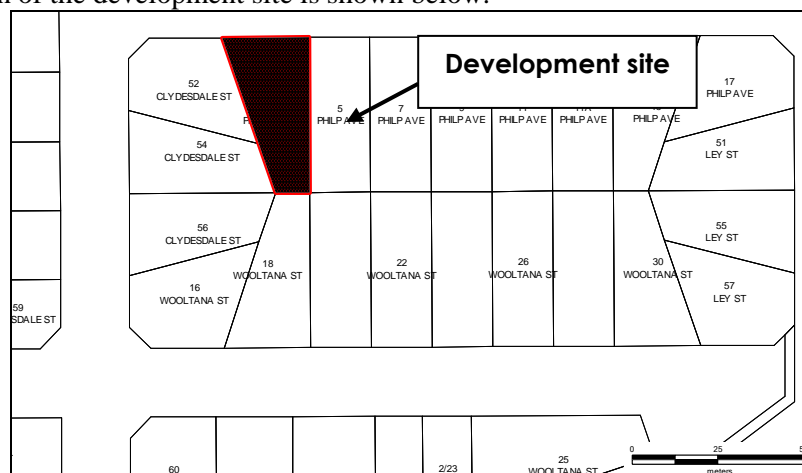 n of the development site is shown below.
Development site
52
CLYDESDALE ST
54
CLYDESDALE ST
5
PHILP AVE
7
PHILP AVE
PHILP AVE
PHILP AVE
PHILP AVE
PHILP AVE
17
PHILP AVE
51
LEY ST
56
CLYDESDALE ST
16
WOOLTANA ST
18
WOOLTANA ST
22
WOOLTANA ST
26
WOOLTANA ST
30
WOOLTANA ST
55
LEY ST
57
LEY ST
59
SDALE ST
60
2/23
25
WOOLTANA ST
0 25
meters